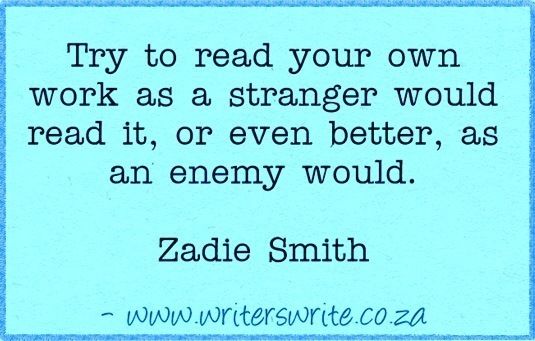 Try to read your own
work as a stranger would
read it, or even better, as
an enemy would.
Zadie Smith
- www.writerswrite.co.za